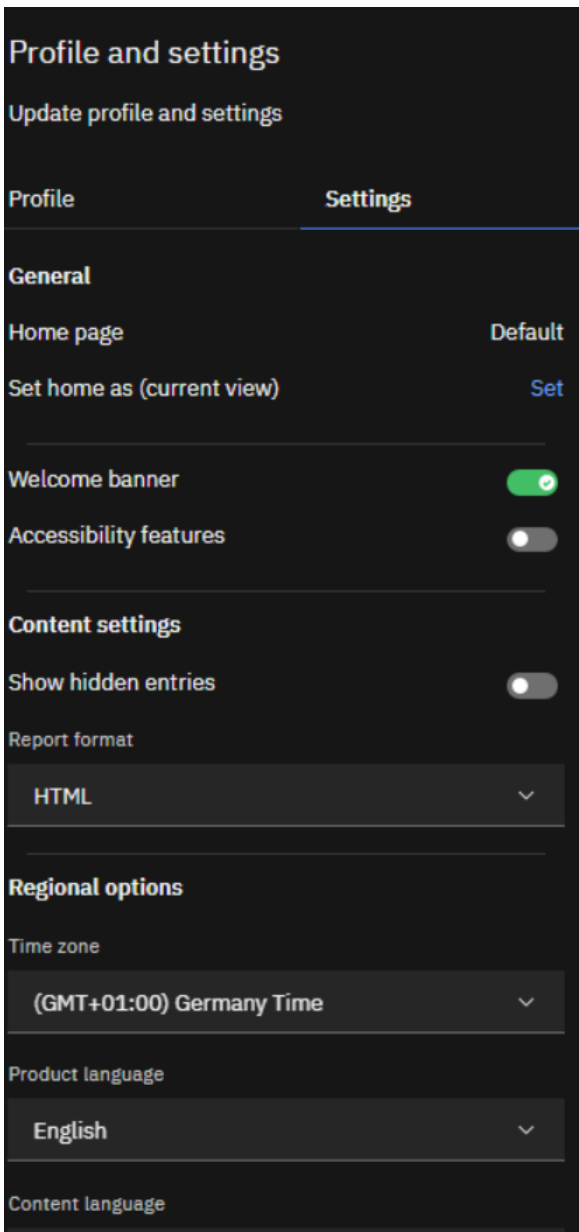 Profile and settings
Update profile and settings
Profile Settings
General
Home page Default
Set home as (current view) Set
Welcome banner
Accessibility features
Content settings
Show hidden entries
Report format
HTML
Regional options
Time zone
(GMT+01:00) Germany Time
Product language
English
Content language